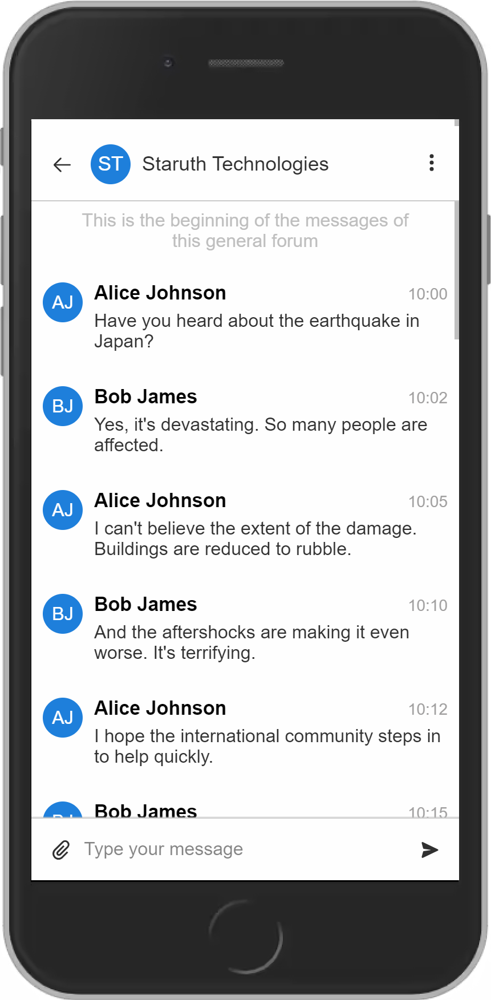 ST Staruth Technologies
This is the beginning of the messages of
this general forum
AJ Alice Johnson 10:00
Have you heard about the earthquake in
Japan?
BJ Bob James 10:02
Yes, it's devastating. So many people are
affected.
AJ Alice Johnson 10:05
I can't believe the extent of the damage.
Buildings are reduced to rubble.
BJ Bob James 10:10
And the aftershocks are making it even
worse. It's terrifying.
AJ Alice Johnson 10:12
I hope the international community steps in
to help quickly.
BJ Bob James 10:15
Type your message